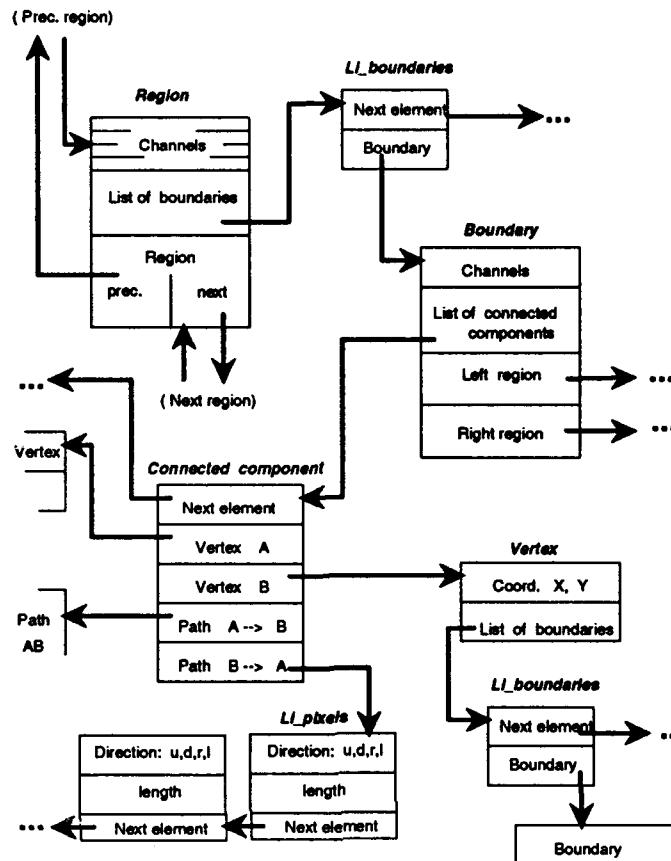 ( Prec. region)
Region
Channels
List of boundaries
Region
prec.
next
( Next region)
LI_boundaries
Next element
...
Boundary
Boundary
Channels
List of connected
components
Left region
...
Right region
...
...
Vertex
Path
AB
Connected component
Next element
Vertex A
Vertex B
Path A --> B
Path B --> A
Vertex
Coord. X, Y
List of boundaries
LI_boundaries
Next element
...
Boundary
Boundary
LI_pixels
Direction: u,d,r,l
length
Next element
Direction: u,d,r,l
length
Next element
...